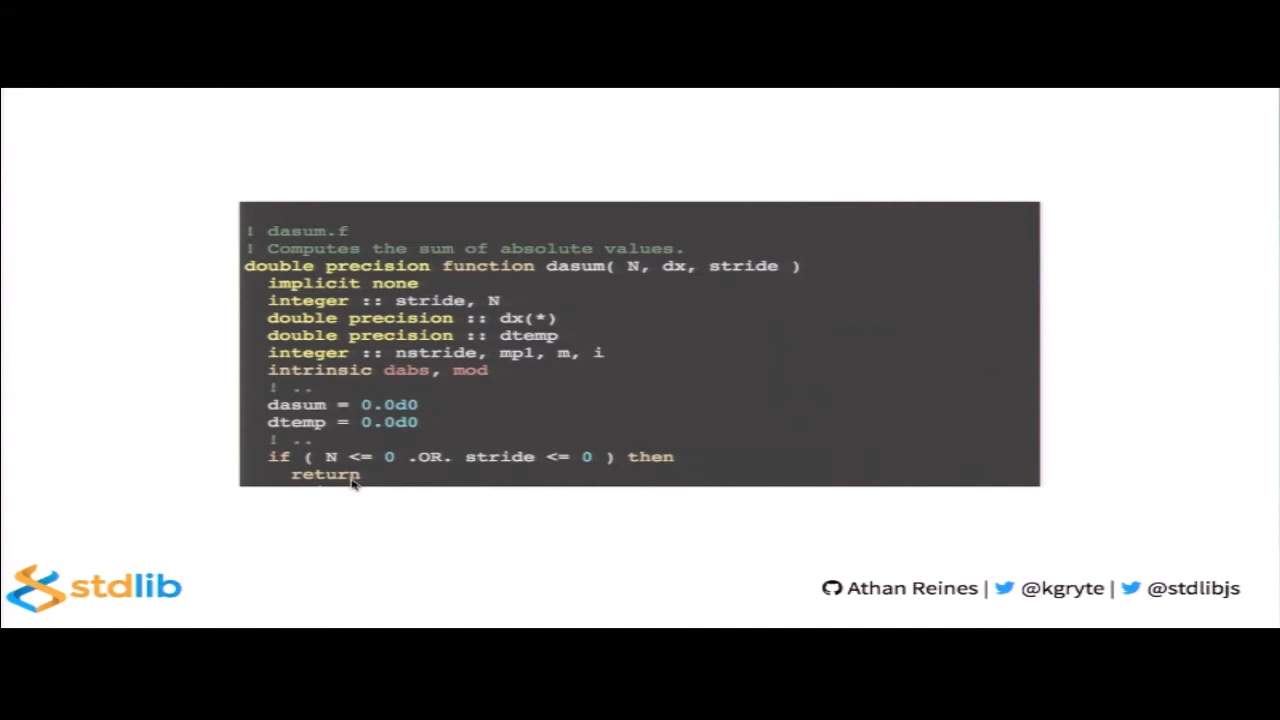 ! dasum.f
! Computes the sum of absolute values.
double precision function dasum( N, dx, stride )
  implicit none
  integer :: stride, N
  double precision :: dx(*)
  double precision :: dtemp
  integer :: nstride, mp1, m, i
  intrinsic dabs, mod
  ! ..
  dasum = 0.0d0
  dtemp = 0.0d0
  ! ..
  if ( N <= 0 .OR. stride <= 0 ) then
    return
stdlib
Athan Reines | @kgryte | @stdlibjs